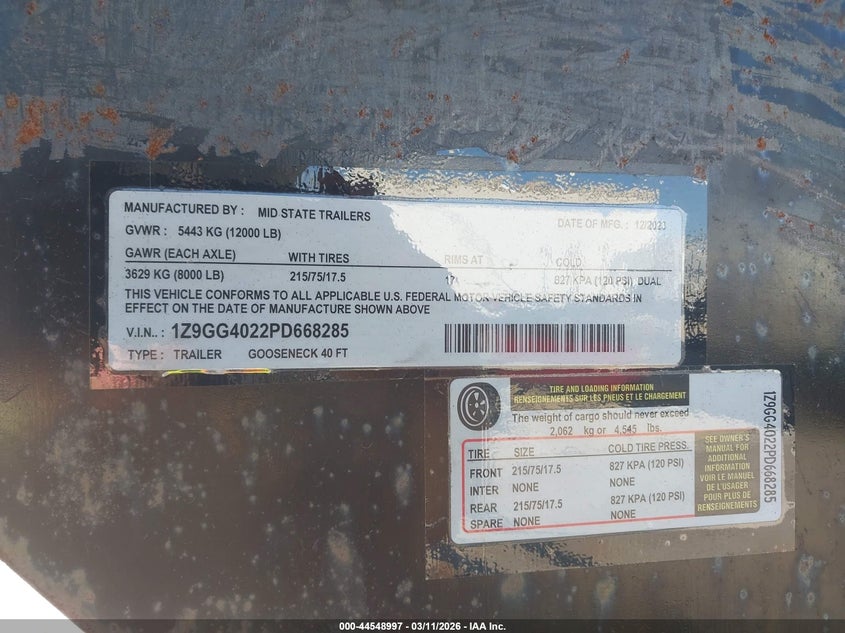 MANUFACTURED BY : MID STATE TRAILERS
DATE OF MFG. : 12/2023
GVWR : 5443 KG (12000 LB)
GAWR (EACH AXLE) WITH TIRES RIMS AT COLD
3629 KG (8000 LB) 215/75/17.5 827 KPA (120 PSI) DUAL
THIS VEHICLE CONFORMS TO ALL APPLICABLE U.S. FEDERAL MOTOR VEHICLE SAFETY STANDARDS IN
EFFECT ON THE DATE OF MANUFACTURE SHOWN ABOVE
V.I.N. : 1Z9GG4022PD668285
TYPE : TRAILER GOOSENECK 40 FT
TIRE AND LOADING INFORMATION
RENSEIGNEMENTS SUR LES PNEUS ET LE CHARGEMENT
The weight of cargo should never exceed
2,062 kg or 4,545 lbs.
TIRE SIZE COLD TIRE PRESS.
FRONT 215/75/17.5 827 KPA (120 PSI)
INTER NONE NONE
REAR 215/75/17.5 827 KPA (120 PSI)
SPARE NONE NONE
SEE OWNER'S
MANUAL FOR
ADDITIONAL
INFORMATION
VOIR LE MANUEL
DE L'USAGER
POUR PLUS DE
RENSEIGNEMENTS
1Z9GG4022PD668285
000-44548997 - 03/11/2026 - IAA Inc.